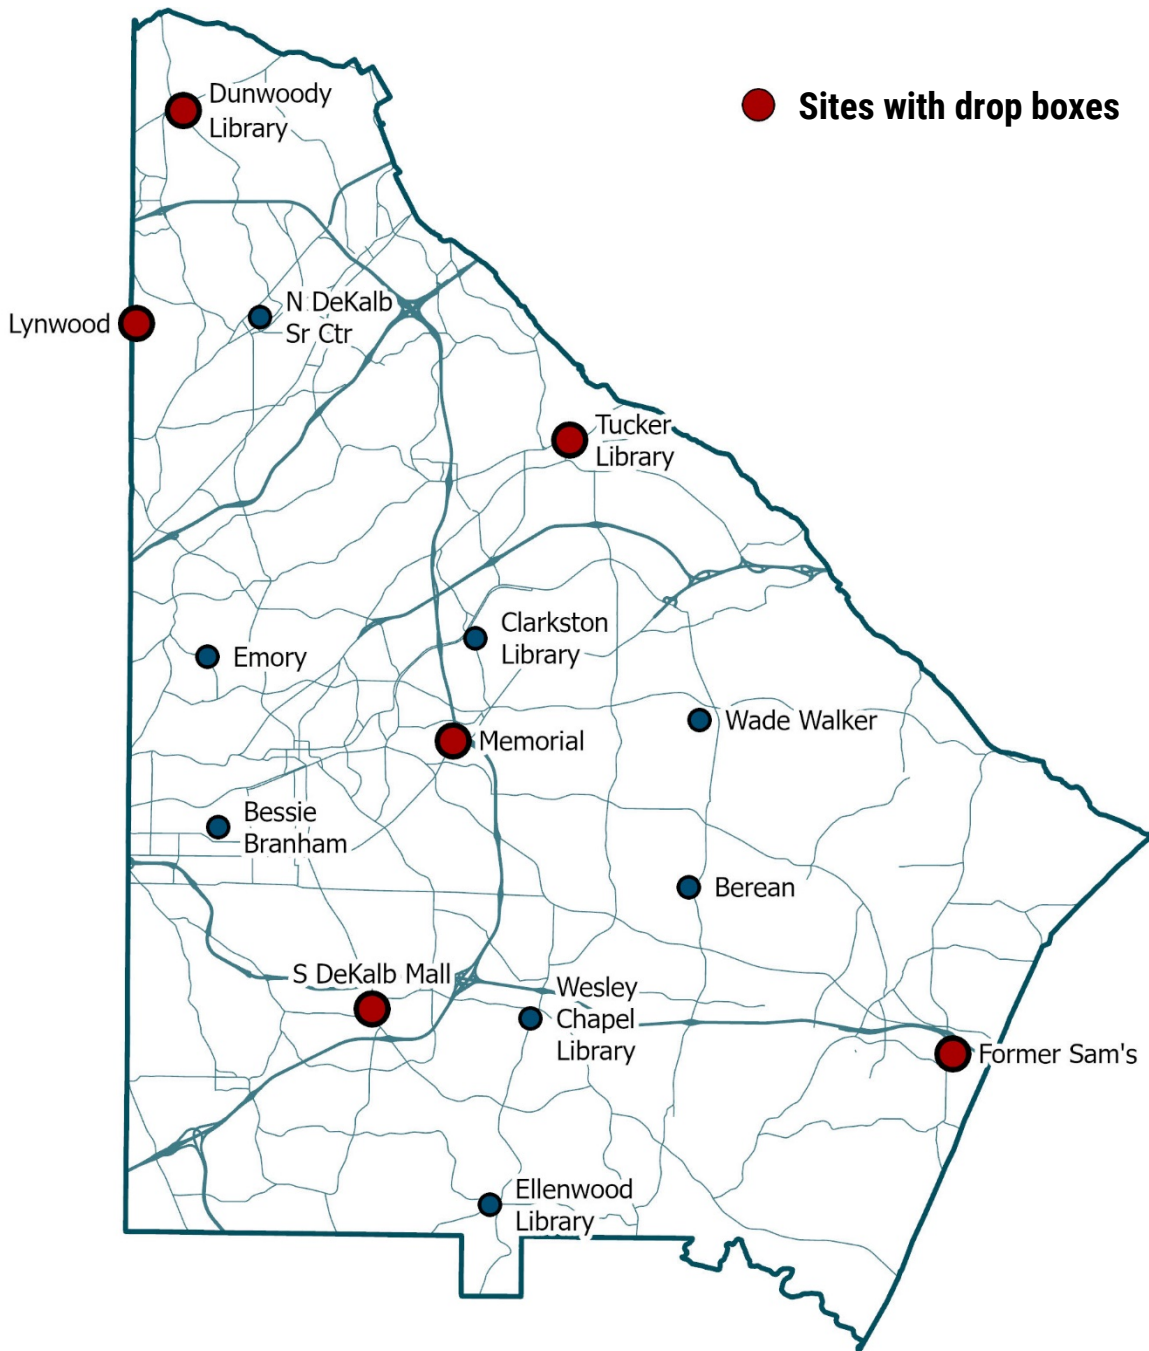 Dunwoody
Library
Sites with drop boxes
N DeKalb
Sr Ctr
Lynwood
Tucker
Library
Clarkston
Library
Emory
Wade Walker
Memorial
Bessie
Branham
Berean
S DeKalb Mall
Wesley
Chapel
Library
Former Sam's
Ellenwood
Library